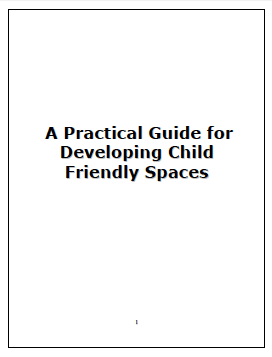 A Practical Guide for
Developing Child
Friendly Spaces
1